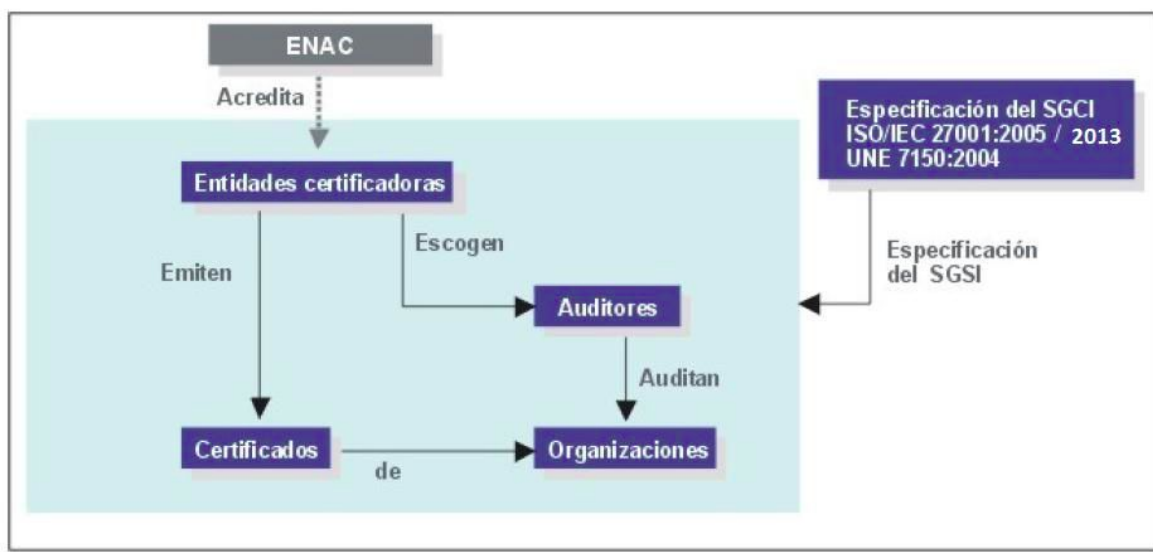 ENAC
Acredita
Especificación del SGCI
ISO/IEC 27001:2005 / 2013
UNE 7150:2004
Entidades certificadoras
Escogen
Emiten
Especificación
del SGSI
Auditores
Auditan
Certificados
de
Organizaciones